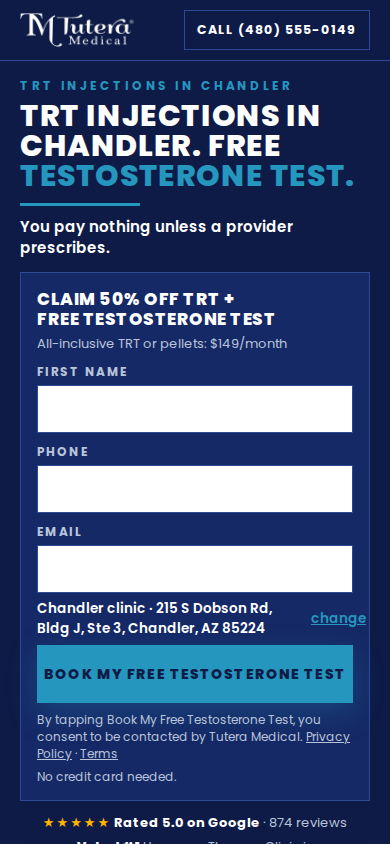 Tutera
Medical
CALL (480) 555-0149
TRT INJECTIONS IN CHANDLER
TRT INJECTIONS IN
CHANDLER. FREE
TESTOSTERONE TEST.
You pay nothing unless a provider
prescribes.
CLAIM 50% OFF TRT +
FREE TESTOSTERONE TEST
All-inclusive TRT or pellets: $149/month
FIRST NAME
PHONE
EMAIL
Chandler clinic · 215 S Dobson Rd,
Bldg J, Ste 3, Chandler, AZ 85224
change
BOOK MY FREE TESTOSTERONE TEST
By tapping Book My Free Testosterone Test, you
consent to be contacted by Tutera Medical. Privacy
Policy · Terms
No credit card needed.
★★★★★ Rated 5.0 on Google · 874 reviews